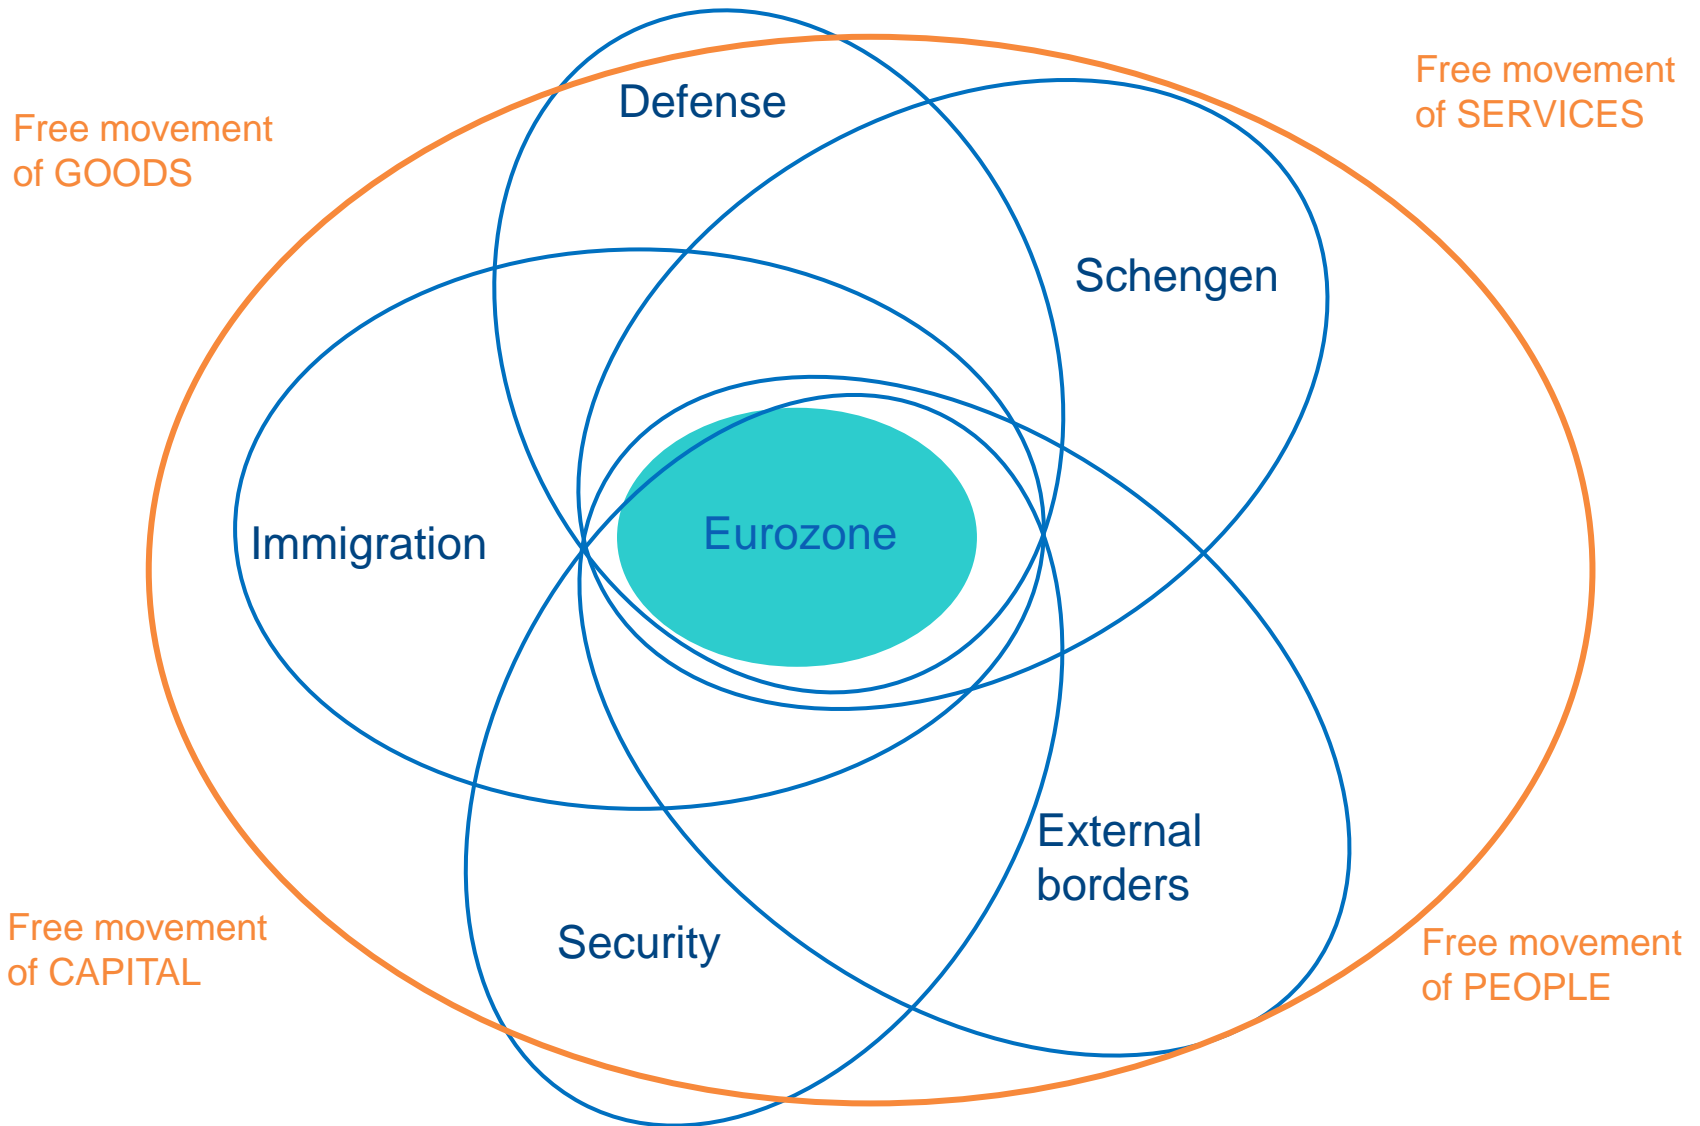 Free movement
of SERVICES
Defense
Free movement
of GOODS
Schengen
Eurozone
Immigration
External
borders
Security
Free movement
of CAPITAL
Free movement
of PEOPLE